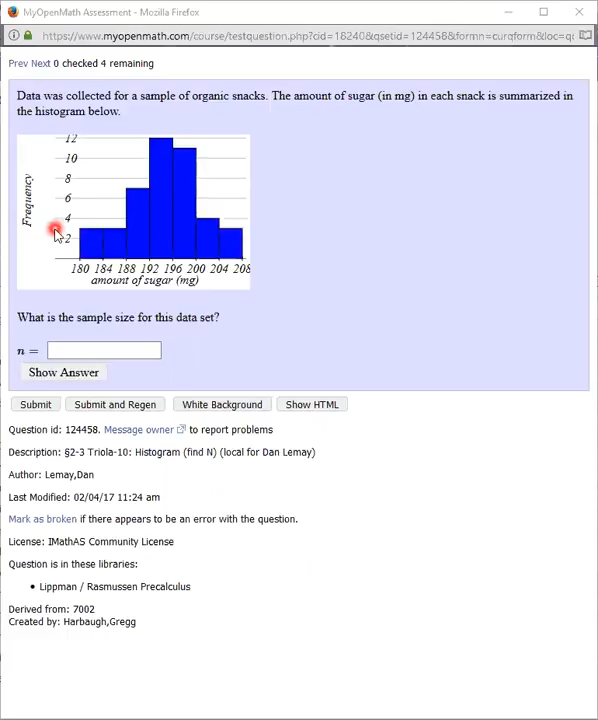 MyOpenMath Assessment - Mozilla Firefox
https://www.myopenmath.com/course/testquestion.php?cid=18240&qsetid=124458&formn=curqform&loc=qo
Prev Next 0 checked 4 remaining
Data was collected for a sample of organic snacks. The amount of sugar (in mg) in each snack is summarized in
the histogram below.
12
10
8
6
4
2
Frequency
180 184 188 192 196 200 204 208
amount of sugar (mg)
What is the sample size for this data set?
n =
Show Answer
Submit Submit and Regen White Background Show HTML
Question id: 124458. Message owner to report problems
Description: §2-3 Triola-10: Histogram (find N) (local for Dan Lemay)
Author: Lemay,Dan
Last Modified: 02/04/17 11:24 am
Mark as broken if there appears to be an error with the question.
License: IMathAS Community License
Question is in these libraries:
• Lippman / Rasmussen Precalculus
Derived from: 7002
Created by: Harbaugh,Gregg